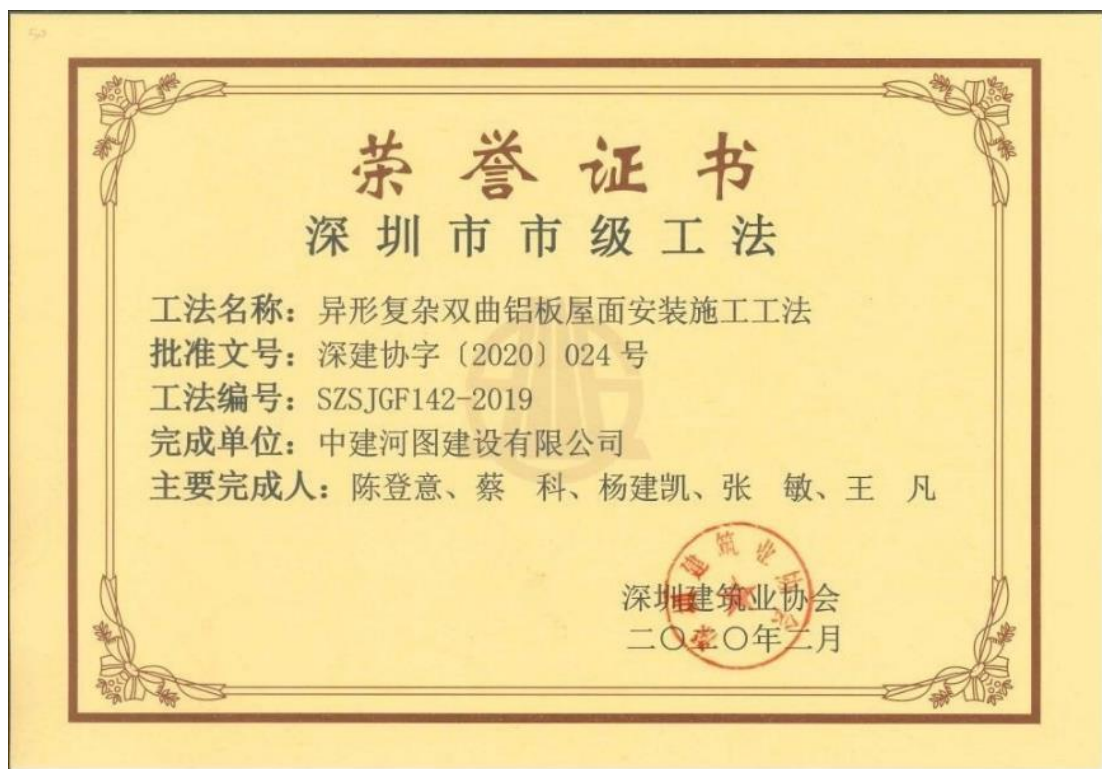 荣誉证书
深圳市市级工法
工法名称：异形复杂双曲铝板屋面安装施工工法
批准文号：深建协字〔2020〕024号
工法编号：SZSJGF142-2019
完成单位：中建河图建设有限公司
主要完成人：陈登意、蔡　科、杨建凯、张　敏、王　凡
深圳建筑业协会
二〇二〇年二月